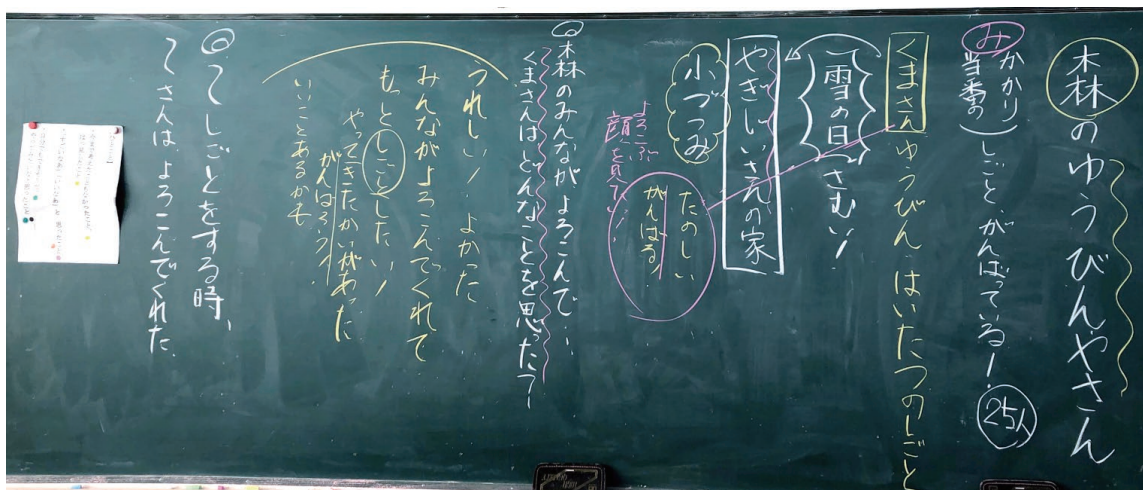 森のゆうびんやさん
み
かかり
当番の
しごと がんばっている！
25人
くまさん ゆうびん はいたつのしごと
雪の日 さむい！
やぎじいさんの家
小づつみ
たのしい
がんばる！
よろこぶ
顔を見て！
森のみんなが よろこんで…
くまさんはどんなことを思った？
うれしい！ よかった
みんながよろこんでくれて
もっとしごとしたい！
やってきたかいがあった
がんばろう！
いいことあるかも
〜しごとをする時、
〜さんは よろこんでくれた